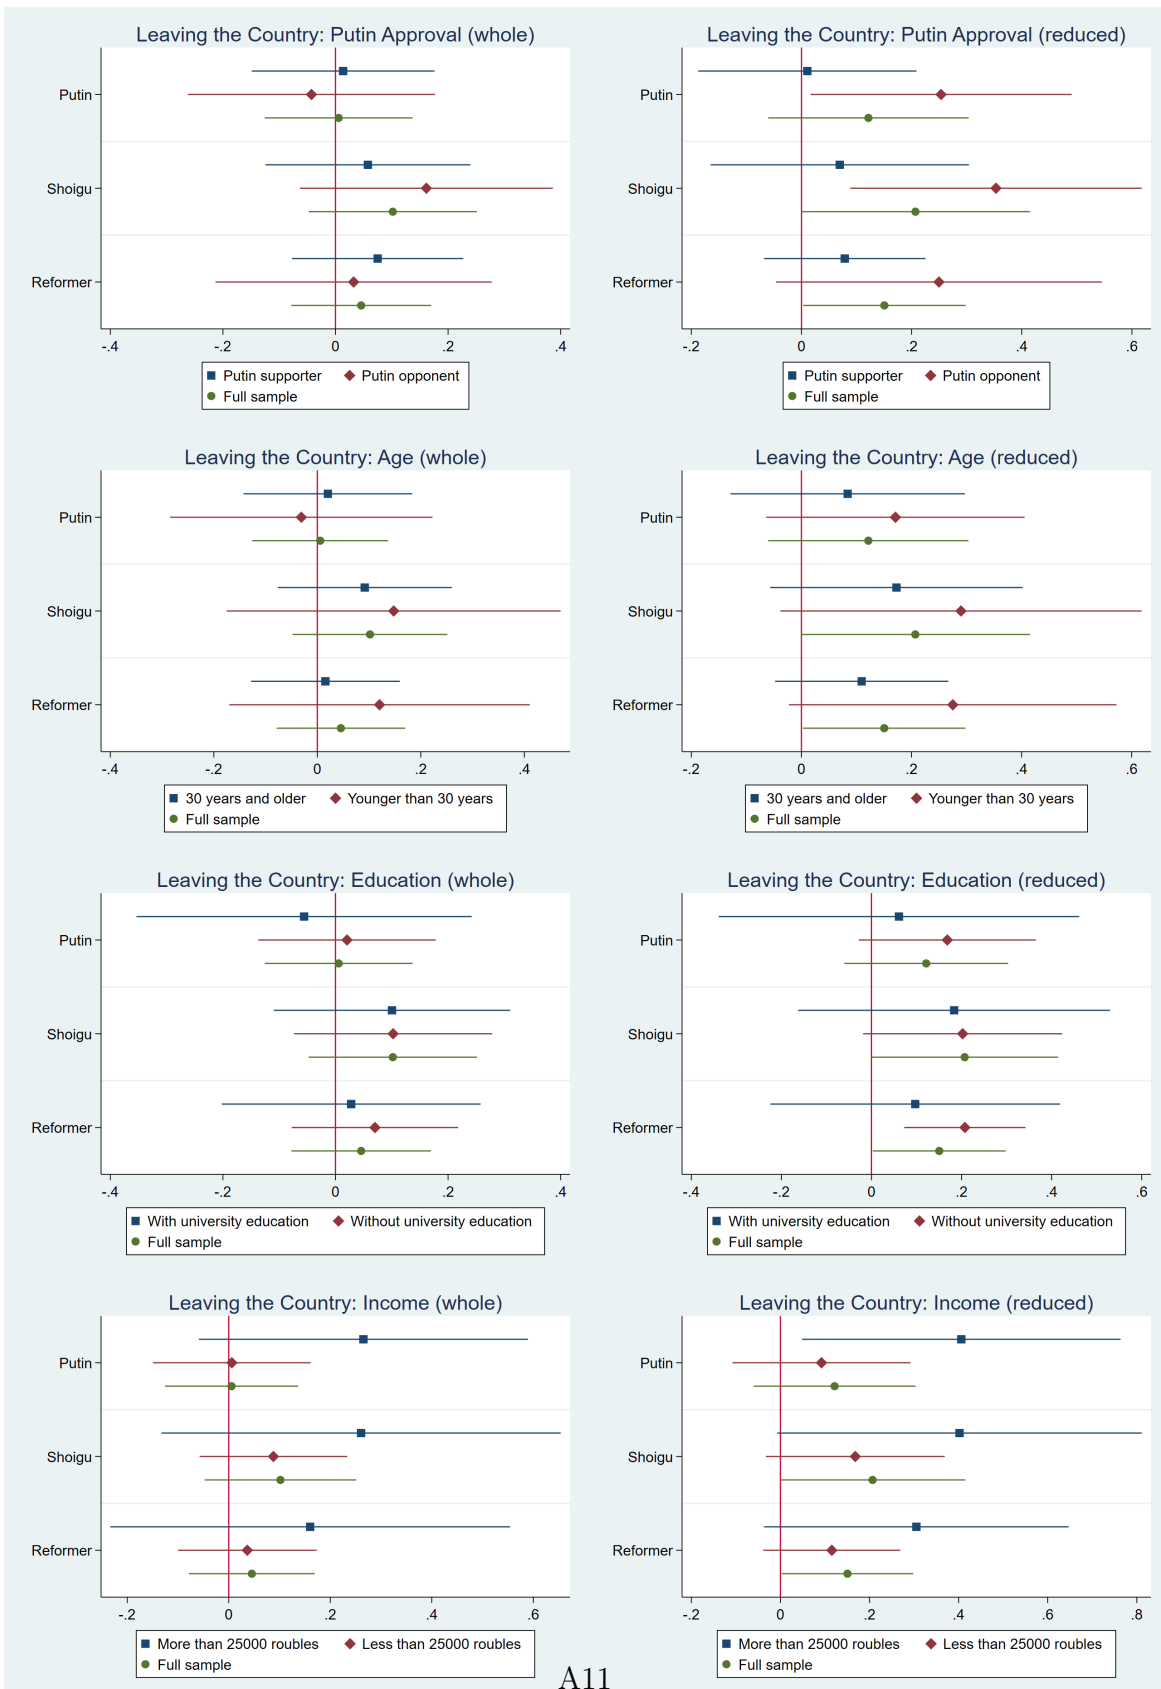 Leaving the Country: Putin Approval (whole)
Putin
Shoigu
Reformer
-.4 -.2 0 .2 .4
Putin supporter Putin opponent
Full sample
Leaving the Country: Putin Approval (reduced)
Putin
Shoigu
Reformer
-.2 0 .2 .4 .6
Putin supporter Putin opponent
Full sample
Leaving the Country: Age (whole)
Putin
Shoigu
Reformer
-.4 -.2 0 .2 .4
30 years and older Younger than 30 years
Full sample
Leaving the Country: Age (reduced)
Putin
Shoigu
Reformer
-.2 0 .2 .4 .6
30 years and older Younger than 30 years
Full sample
Leaving the Country: Education (whole)
Putin
Shoigu
Reformer
-.4 -.2 0 .2 .4
With university education Without university education
Full sample
Leaving the Country: Education (reduced)
Putin
Shoigu
Reformer
-.4 -.2 0 .2 .4 .6
With university education Without university education
Full sample
Leaving the Country: Income (whole)
Putin
Shoigu
Reformer
-.2 0 .2 .4 .6
More than 25000 roubles Less than 25000 roubles
Full sample
Leaving the Country: Income (reduced)
Putin
Shoigu
Reformer
-.2 0 .2 .4 .6 .8
More than 25000 roubles Less than 25000 roubles
Full sample
A11